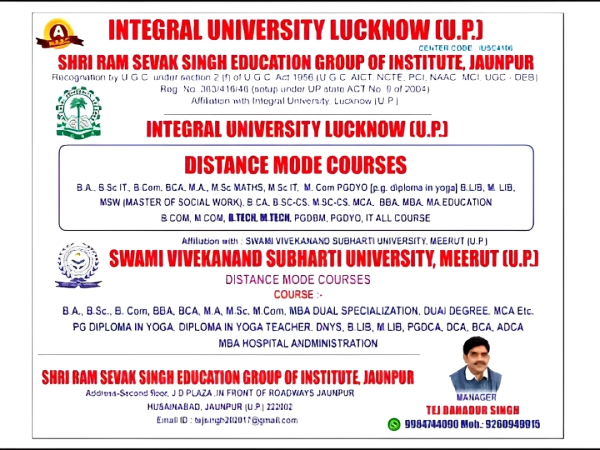 INTEGRAL UNIVERSITY LUCKNOW (U.P.)
CENTER CODE IUSC4106
SHRI RAM SEVAK SINGH EDUCATION GROUP OF INSTITUTE, JAUNPUR
Recognation by U.G.C. under section 2 (f) of U.G.C. Act 1956 (U.G.C. AICT, NCTE, PCI, NAAC MCI, UGC - DEB)
Reg. No. 383/416/46 (setup under UP state ACT No. 9 of 2004)
Affiliation with Integral University, Lucknow (U.P.)
INTEGRAL UNIVERSITY LUCKNOW (U.P.)
DISTANCE MODE COURSES
B.A., B.Sc IT., B.Com, BCA, M.A., M.Sc MATHS, M.Sc IT. M. Com PGDYO [p.g. diploma in yoga] B.LIB, M. LIB,
MSW (MASTER OF SOCIAL WORK), B.CA, B.SC-CS, M.SC-CS, MCA, BBA, MBA, MA.EDUCATION
B.COM, M.COM, B.TECH, M.TECH, PGDBM, PGDYO, IT ALL COURSE
Affiliation with : SWAMI VIVEKANAND SUBHARTI UNIVERSITY, MEERUT (U.P.)
SWAMI VIVEKANAND SUBHARTI UNIVERSITY, MEERUT (U.P.)
DISTANCE MODE COURSES
COURSE :-
B.A., B.Sc., B. Com, BBA, BCA, M.A, M.Sc, M.Com, MBA DUAL SPECIALIZATION, DUAl DEGREE, MCA Etc.
PG DIPLOMA IN YOGA. DIPLOMA IN YOGA TEACHER. DNYS, B.LIB, M.LIB, PGDCA, DCA, BCA, ADCA
MBA HOSPITAL ANDMINISTRATION
SHRI RAM SEVAK SINGH EDUCATION GROUP OF INSTITUTE, JAUNPUR
Address-Second floor, J D PLAZA ,IN FRONT OF ROADWAYS JAUNPUR
HUSAINABAD, JAUNPUR (U.P.) 222002
Email ID :
MANAGER
TEJ BAHADUR SINGH
9984744090 Moh.: 9260949915